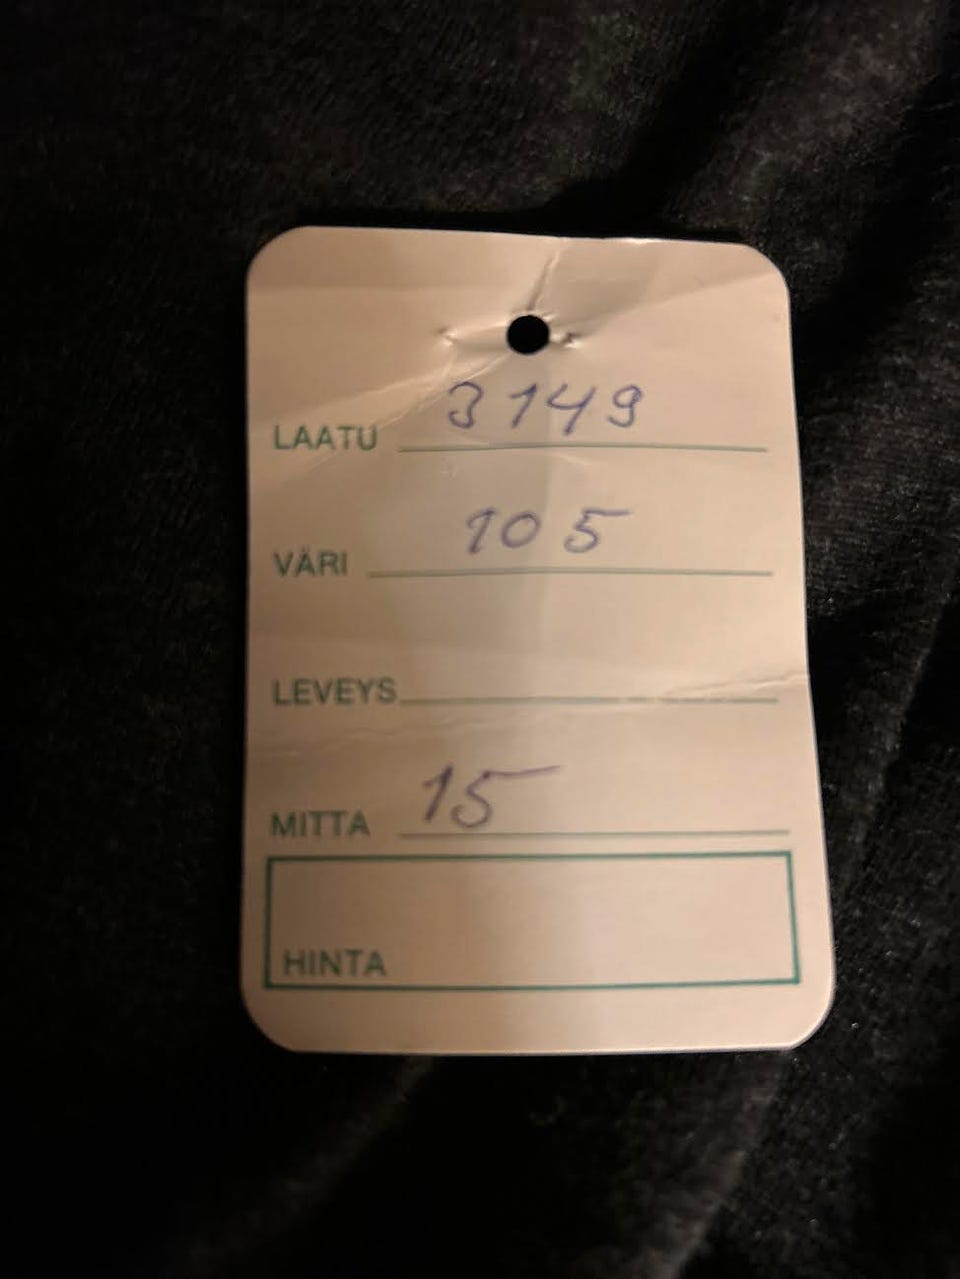 LAATU 3149
VÄRI 105
LEVEYS
MITTA 15
HINTA